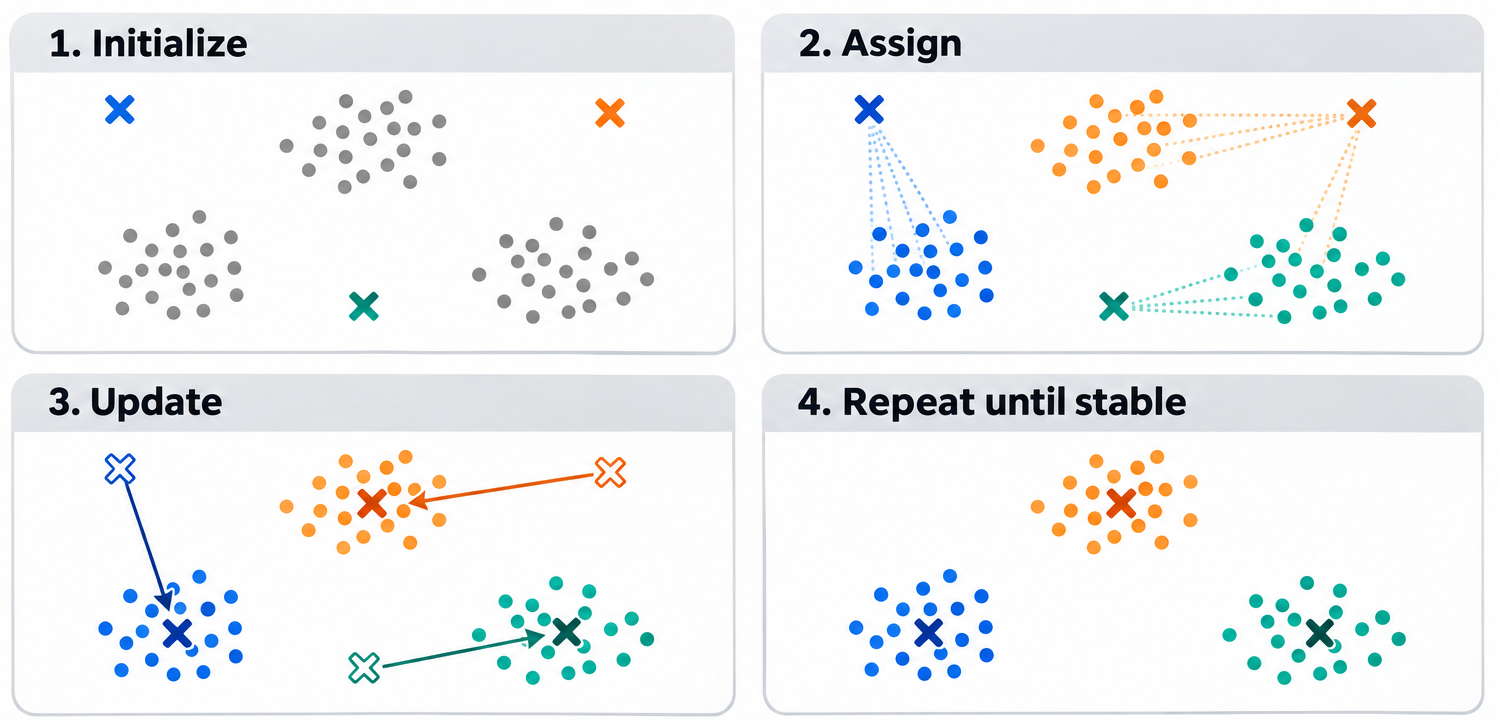 1. Initialize
2. Assign
3. Update
4. Repeat until stable